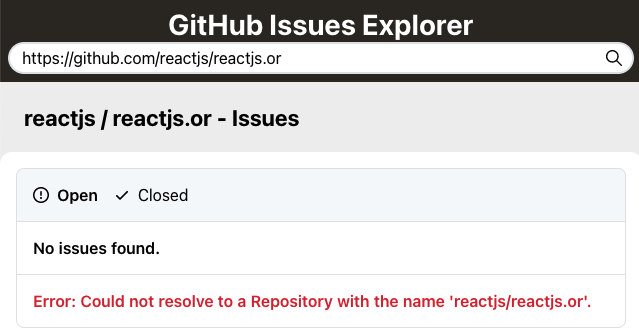 GitHub Issues Explorer
https://github.com/reactjs/reactjs.or
reactjs / reactjs.or - Issues
Open Closed
No issues found.
Error: Could not resolve to a Repository with the name 'reactjs/reactjs.or'.